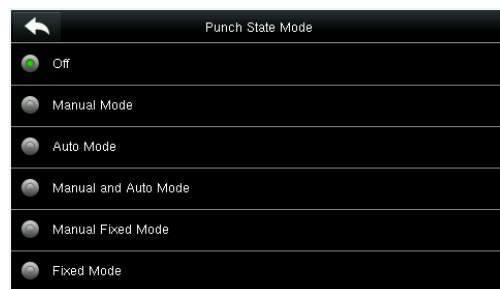 Punch State Mode
Off
Manual Mode
Auto Mode
Manual and Auto Mode
Manual Fixed Mode
Fixed Mode